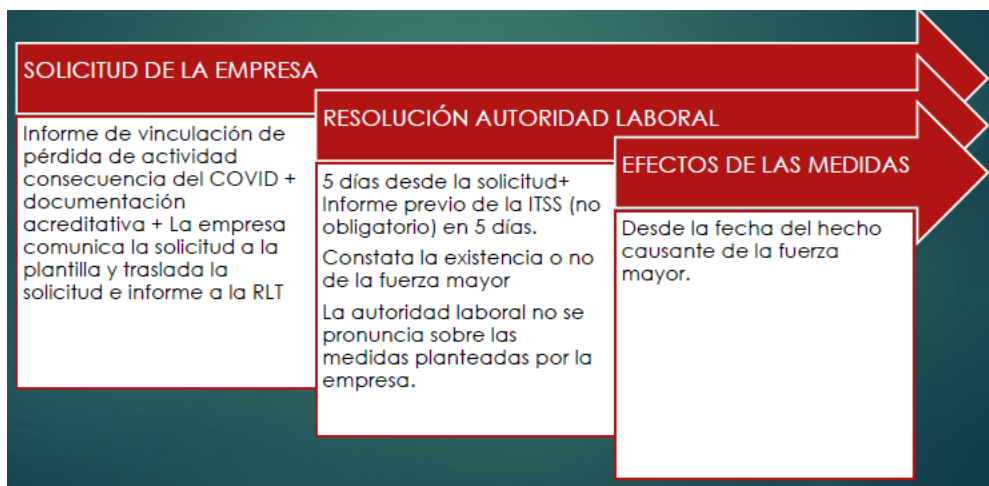 SOLICITUD DE LA EMPRESA
Informe de vinculación de
pérdida de actividad
consecuencia del COVID +
documentación
acreditativa + La empresa
comunica la solicitud a la
plantilla y traslada la
solicitud e informe a la RLT
RESOLUCIÓN AUTORIDAD LABORAL
5 días desde la solicitud+
Informe previo de la ITSS (no
obligatorio) en 5 días.
Constata la existencia o no
de la fuerza mayor
La autoridad laboral no se
pronuncia sobre las
medidas planteadas por la
empresa.
EFECTOS DE LAS MEDIDAS
Desde la fecha del hecho
causante de la fuerza
mayor.